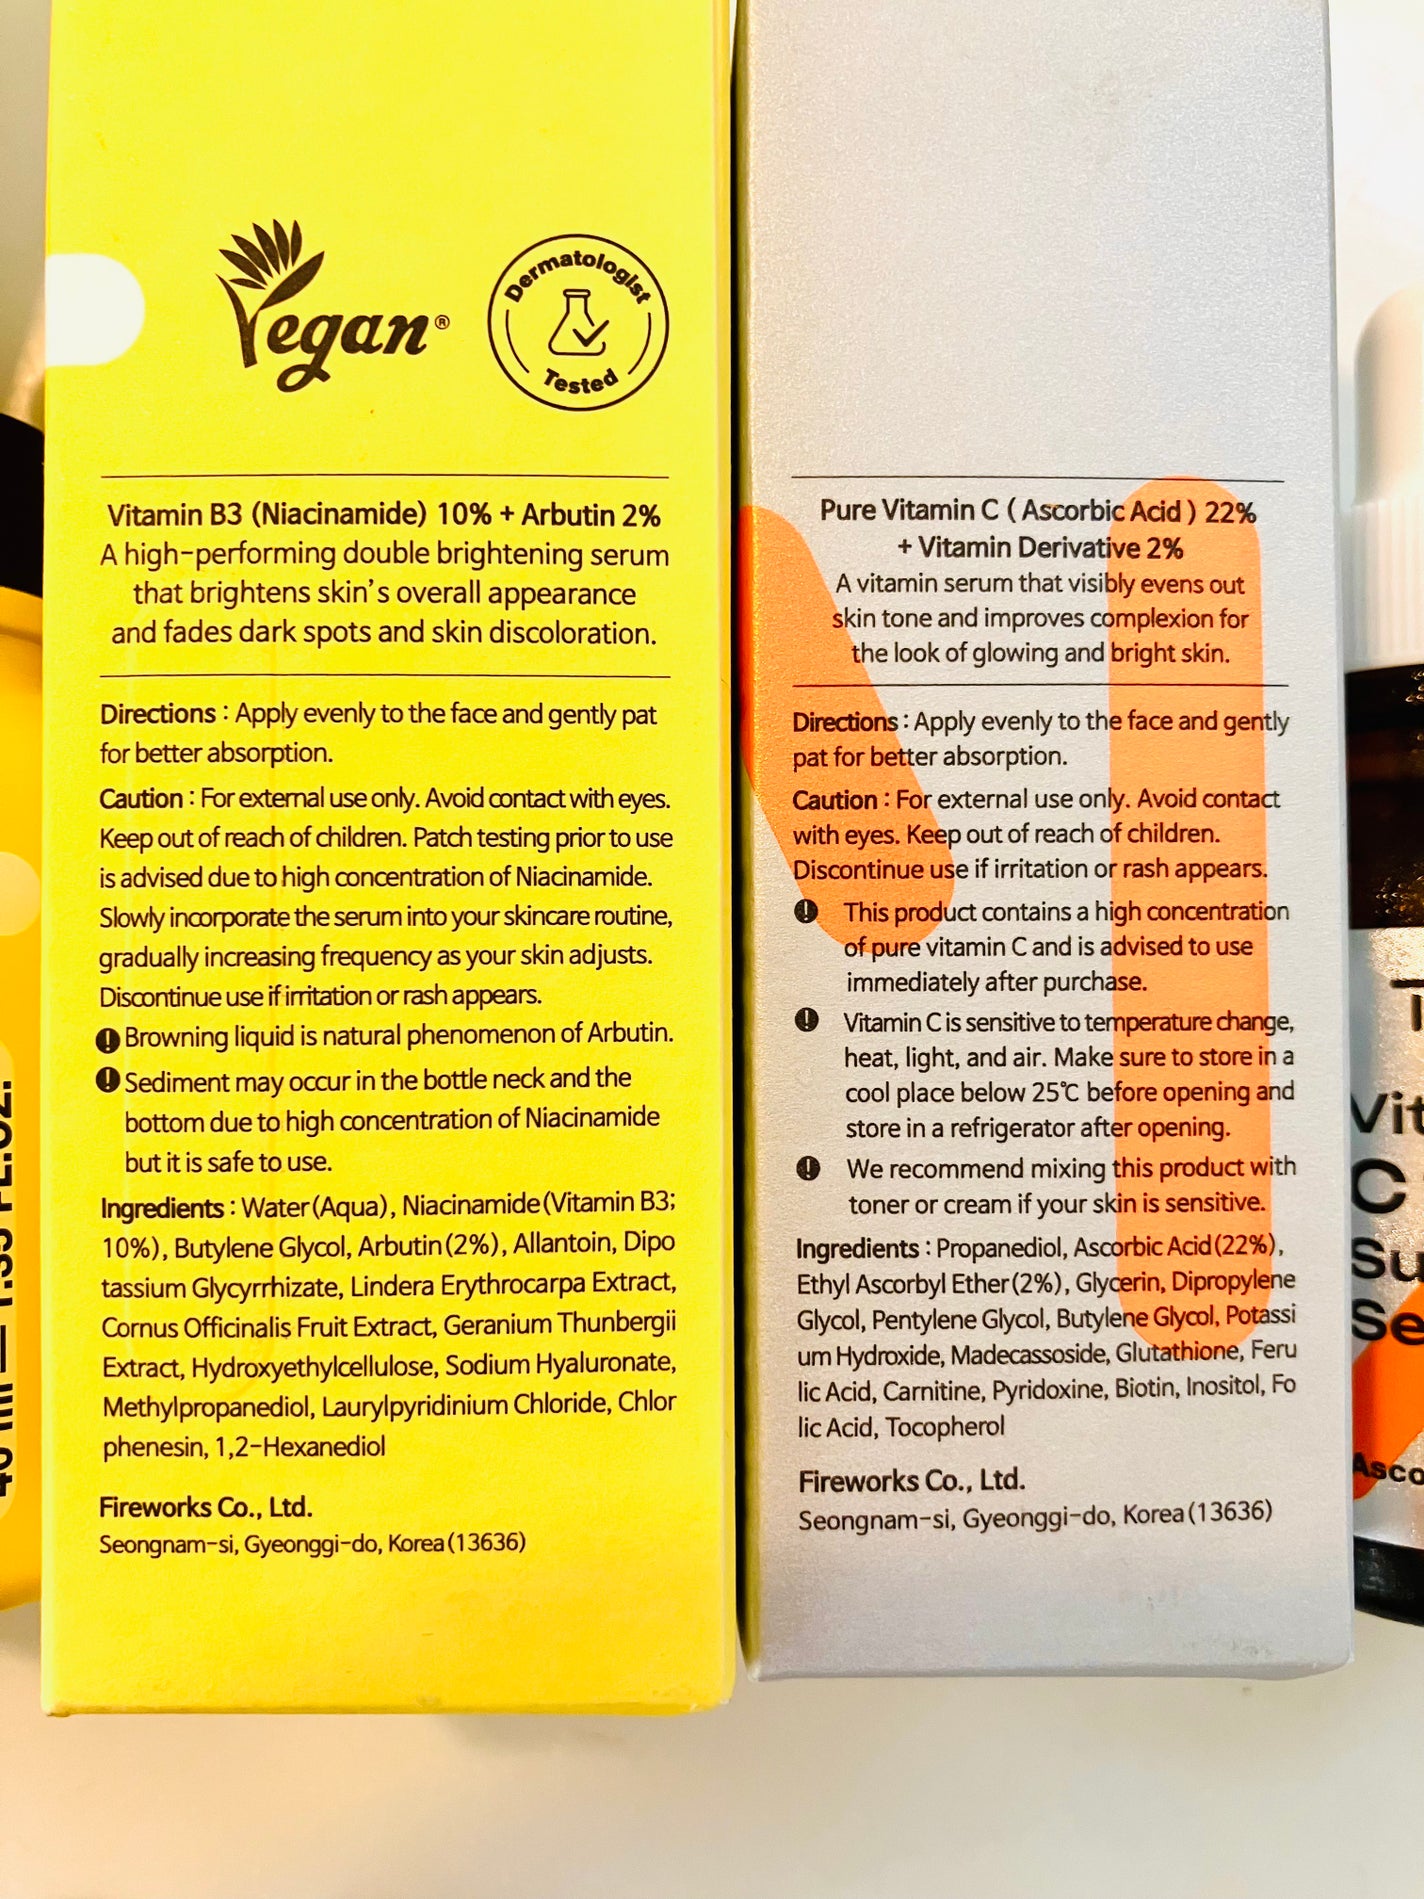 Vegan®
Dermatologist
Tested
Vitamin B3 (Niacinamide) 10% + Arbutin 2%
A high-performing double brightening serum
that brightens skin's overall appearance
and fades dark spots and skin discoloration.
Directions : Apply evenly to the face and gently pat
for better absorption.
Caution : For external use only. Avoid contact with eyes.
Keep out of reach of children. Patch testing prior to use
is advised due to high concentration of Niacinamide.
Slowly incorporate the serum into your skincare routine,
gradually increasing frequency as your skin adjusts.
Discontinue use if irritation or rash appears.
Browning liquid is natural phenomenon of Arbutin.
Sediment may occur in the bottle neck and the
bottom due to high concentration of Niacinamide
but it is safe to use.
Ingredients : Water(Aqua), Niacinamide(Vitamin B3;
10%), Butylene Glycol, Arbutin(2%), Allantoin, Dipo
tassium Glycyrrhizate, Lindera Erythrocarpa Extract,
Cornus Officinalis Fruit Extract, Geranium Thunbergii
Extract, Hydroxyethylcellulose, Sodium Hyaluronate,
Methylpropanediol, Laurylpyridinium Chloride, Chlor
phenesin, 1,2-Hexanediol
Fireworks Co., Ltd.
Seongnam-si, Gyeonggi-do, Korea(13636)
Pure Vitamin C ( Ascorbic Acid ) 22%
+ Vitamin Derivative 2%
A vitamin serum that visibly evens out
skin tone and improves complexion for
the look of glowing and bright skin.
Directions : Apply evenly to the face and gently
pat for better absorption.
Caution : For external use only. Avoid contact
with eyes. Keep out of reach of children.
Discontinue use if irritation or rash appears.
This product contains a high concentration
of pure vitamin C and is advised to use
immediately after purchase.
Vitamin C is sensitive to temperature change,
heat, light, and air. Make sure to store in a
cool place below 25℃ before opening and
store in a refrigerator after opening.
We recommend mixing this product with
toner or cream if your skin is sensitive.
Ingredients : Propanediol, Ascorbic Acid(22%),
Ethyl Ascorbyl Ether(2%), Glycerin, Dipropylene
Glycol, Pentylene Glycol, Butylene Glycol, Potassi
um Hydroxide, Madecassoside, Glutathione, Feru
lic Acid, Carnitine, Pyridoxine, Biotin, Inositol, Fo
lic Acid, Tocopherol
Fireworks Co., Ltd.
Seongnam-si, Gyeonggi-do, Korea(13636)
Vit
C
Su
Se
Asco